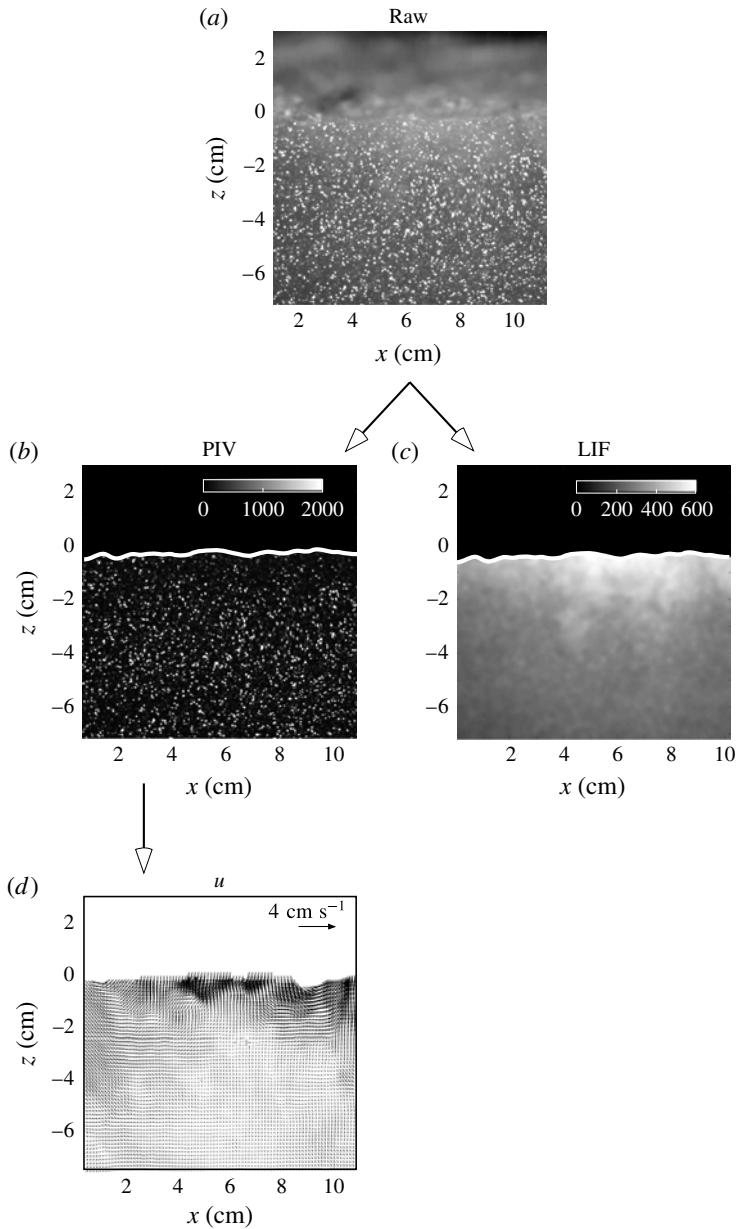 (a) Raw
2
0
–2
–4
–6
z (cm)
2 4 6 8 10
x (cm)
(b) PIV
0 1000 2000
2
0
–2
–4
–6
z (cm)
2 4 6 8 10
x (cm)
(c) LIF
0 200 400 600
2
0
–2
–4
–6
2 4 6 8 10
x (cm)
(d) u
4 cm s⁻¹
2
0
–2
–4
–6
z (cm)
2 4 6 8 10
x (cm)